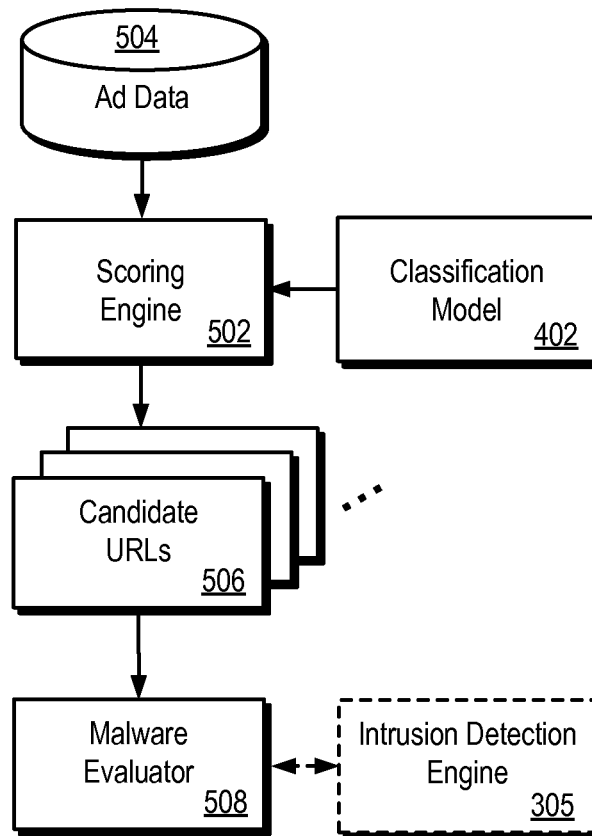 504
Ad Data
Scoring
Engine
502
Classification
Model
402
Candidate
URLs
506
Malware
Evaluator
508
Intrusion Detection
Engine
305